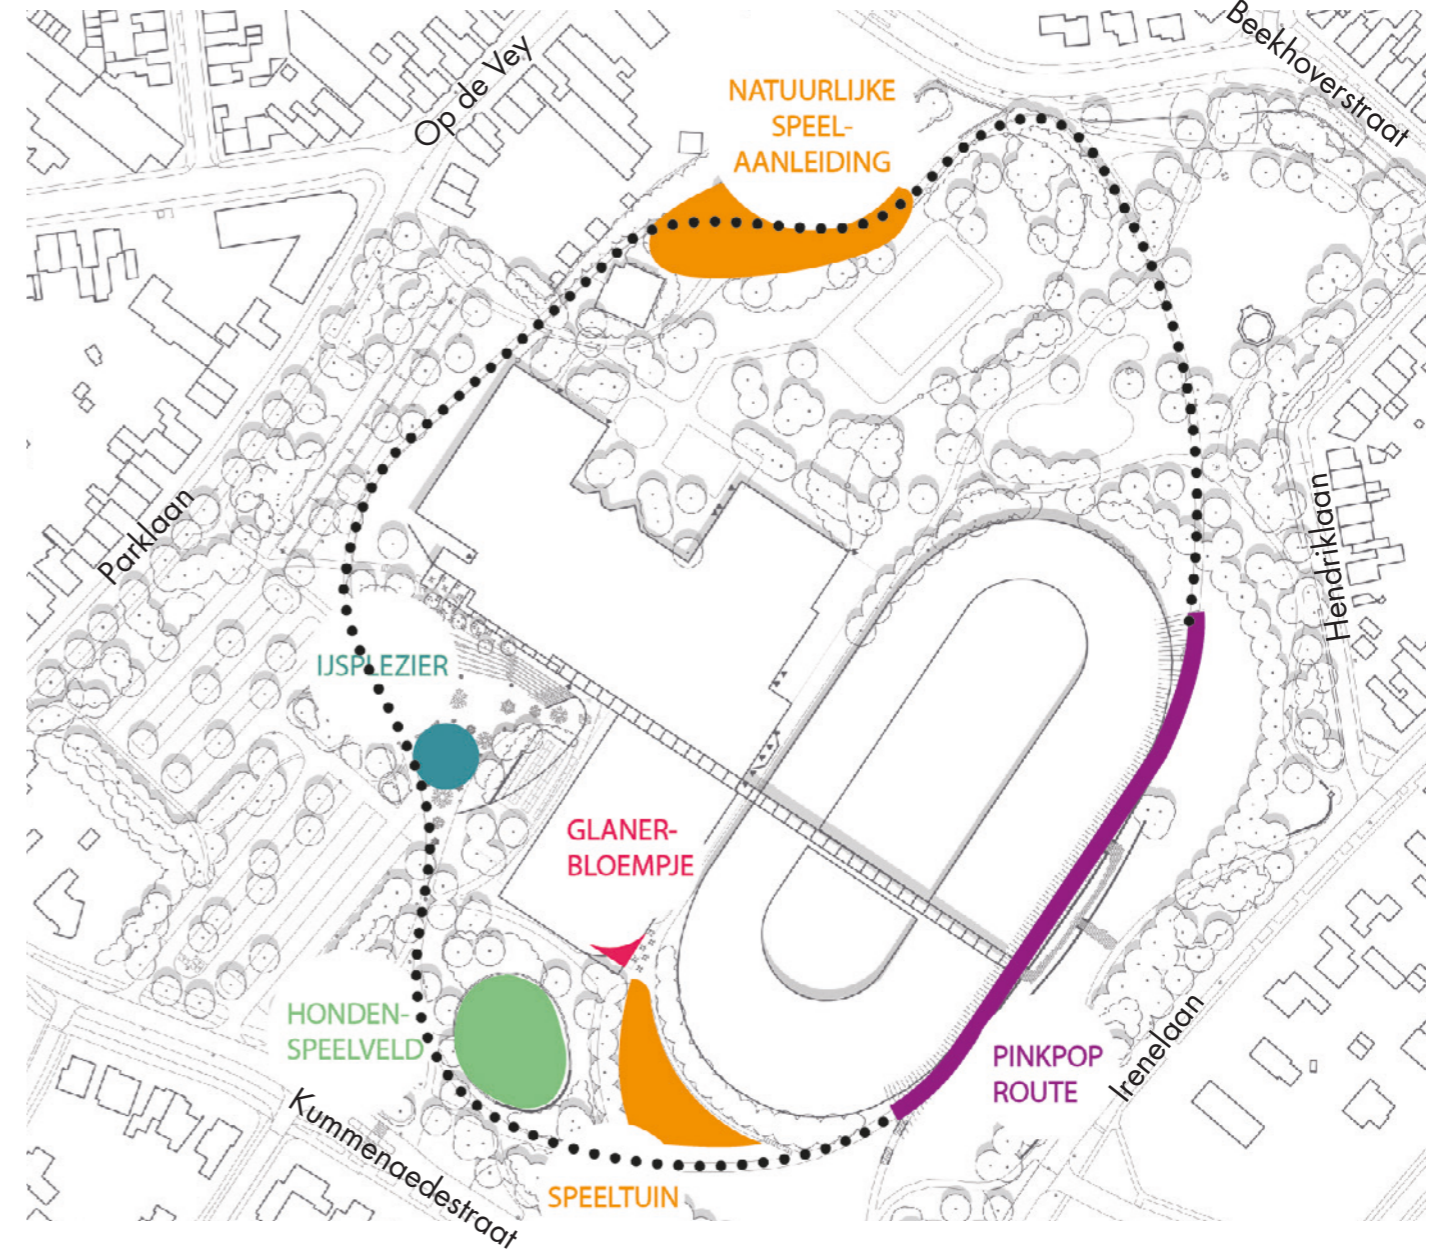 Beekhoverstraat
Op de Vey
NATUURLIJKE
SPEEL-
AANLEIDING
Parklaan
Hendriklaan
IJSPLEZIER
GLANER-
BLOEMPJE
HONDEN-
SPEELVELD
PINKPOP
ROUTE
Irenelaan
Kummenaedestraat
SPEELTUIN